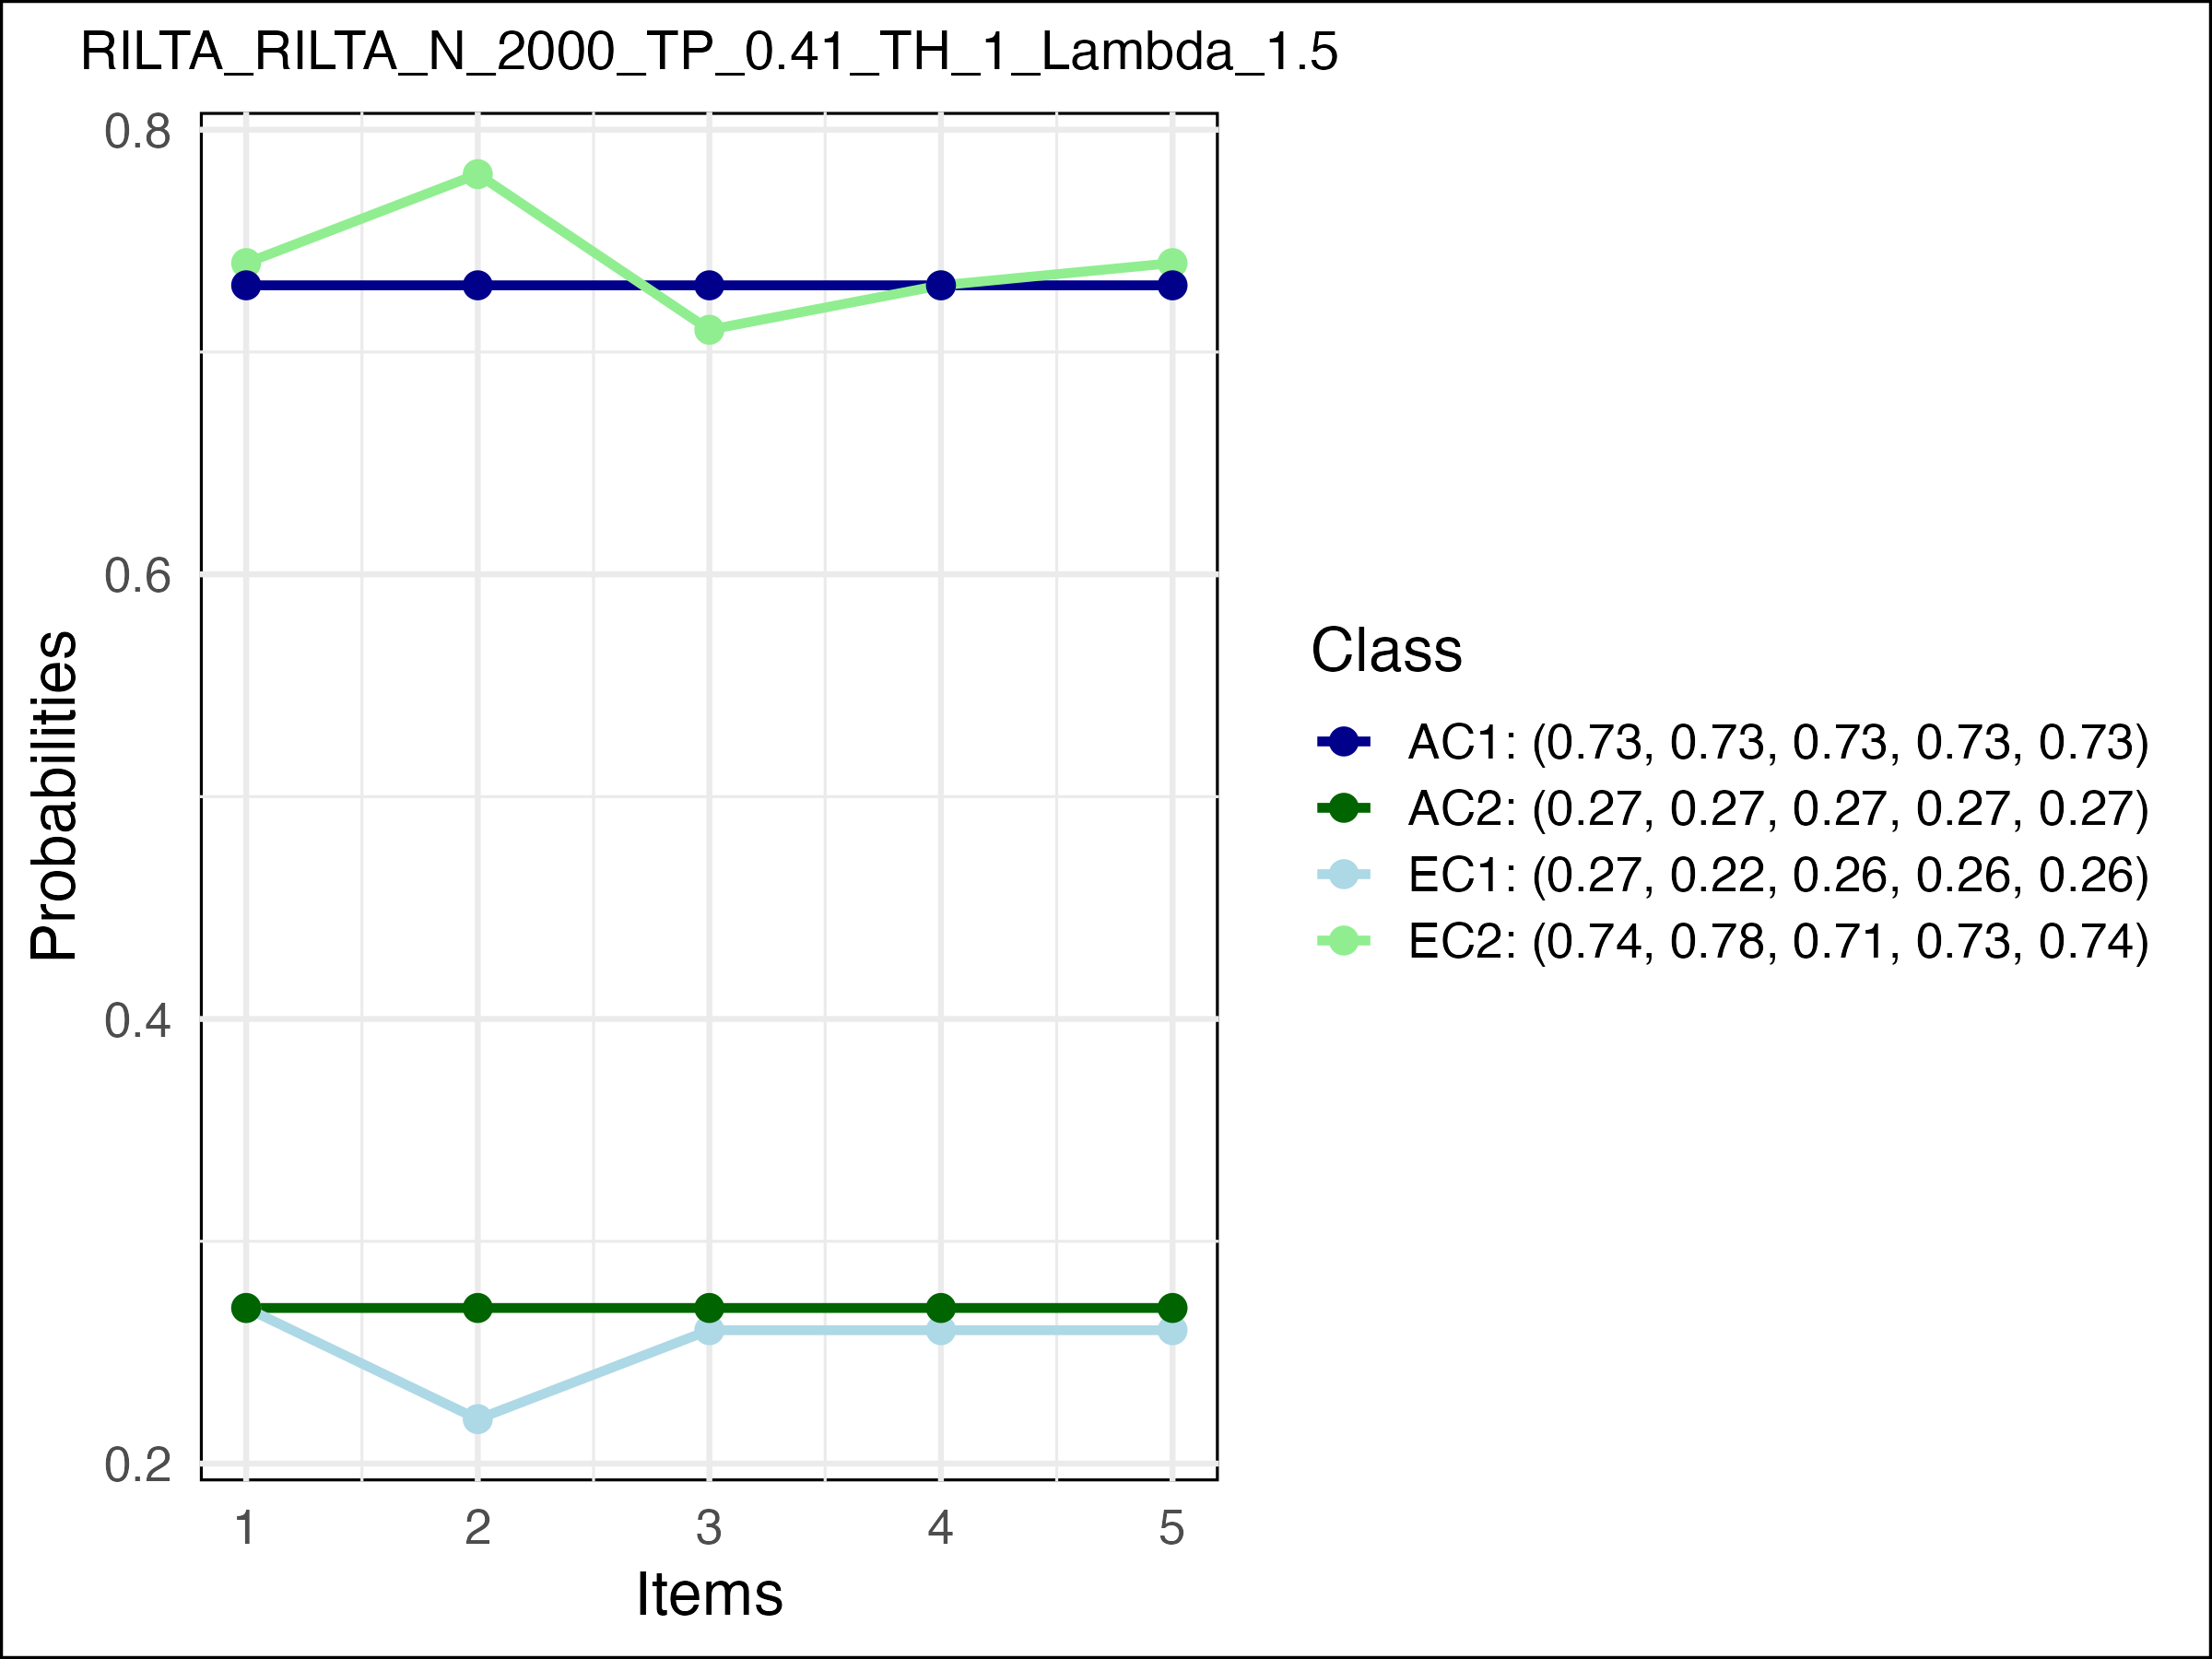 RILTA_RILTA_N_2000_TP_0.41_TH_1_Lambda_1.5
0.8
0.6
0.4
0.2
Probabilities
1 2 3 4 5
Items
Class
AC1: (0.73, 0.73, 0.73, 0.73, 0.73)
AC2: (0.27, 0.27, 0.27, 0.27, 0.27)
EC1: (0.27, 0.22, 0.26, 0.26, 0.26)
EC2: (0.74, 0.78, 0.71, 0.73, 0.74)